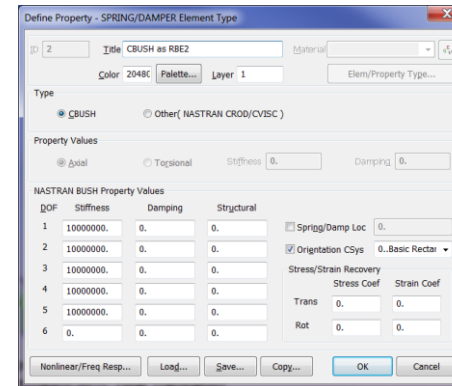 Define Property - SPRING/DAMPER Element Type
ID 2 Title CBUSH as RBE2 Material
Color 20480 Palette... Layer 1 Elem/Property Type...
Type
CBUSH Other( NASTRAN CROD/CVISC )
Property Values
Axial Torsional Stiffness 0. Damping 0.
NASTRAN BUSH Property Values
DOF Stiffness Damping Structural
1 10000000. 0. 0. Spring/Damp Loc 0.
2 10000000. 0. 0. Orientation CSys 0..Basic Rectar
3 10000000. 0. 0. Stress/Strain Recovery
Stress Coef Strain Coef
4 10000000. 0. 0. Trans 0. 0.
5 10000000. 0. 0.
6 0. 0. 0. Rot 0. 0.
Nonlinear/Freq Resp... Load... Save... Copy... OK Cancel